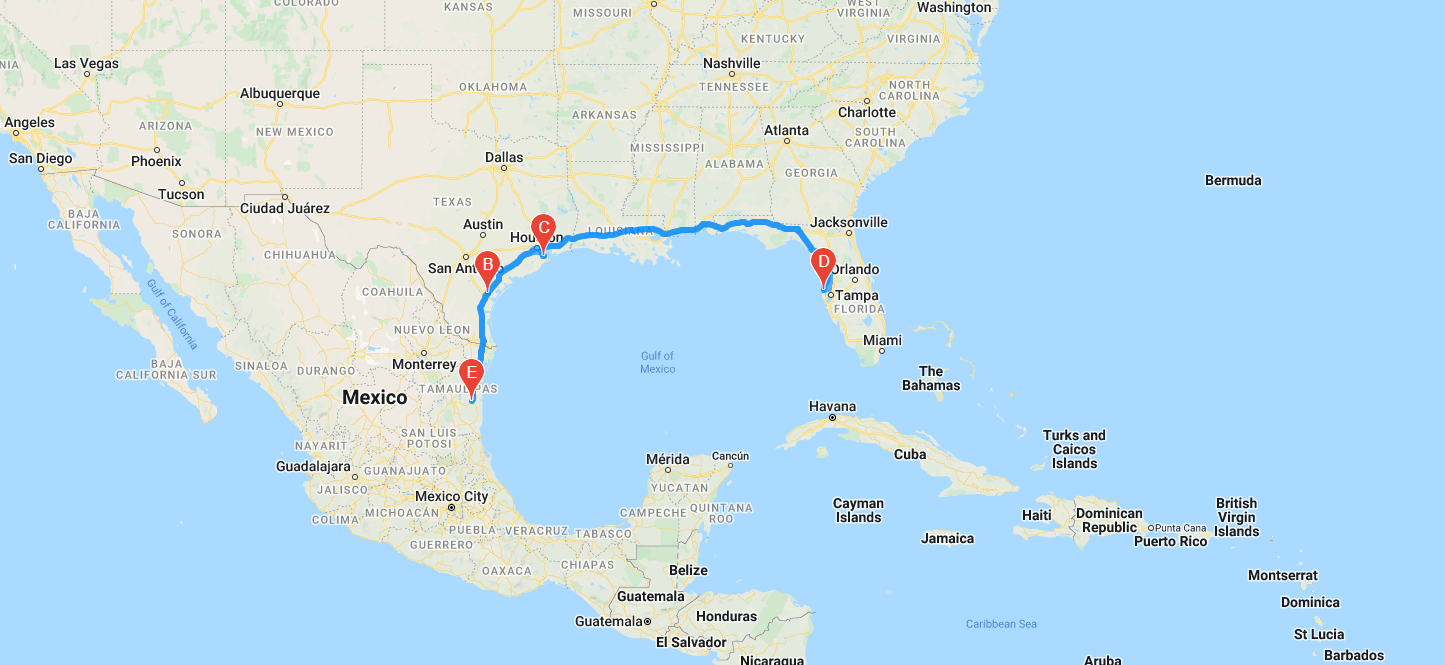 COLORADO
KANSAS
MISSOURI
WEST
VIRGINIA
Washington
Las Vegas
Nashville
KENTUCKY
VIRGINIA
Albuquerque
OKLAHOMA
TENNESSEE
NORTH
CAROLINA
Angeles
ARIZONA
NEW MEXICO
ARKANSAS
Charlotte
San Diego
Phoenix
Dallas
MISSISSIPPI
Atlanta
SOUTH
CAROLINA
ALABAMA
GEORGIA
Tucson
Bermuda
BAJA
CALIFORNIA
Ciudad Juárez
TEXAS
Austin
C
LOUISIANA
Jacksonville
SONORA
CHIHUAHUA
San Ant
B
D
Orlando
Gulf of California
COAHUILA
Tampa
FLORIDA
NUEVO LEON
Miami
BAJA
CALIFORNIA SUR
SINALOA
DURANGO
Monterrey
E
Gulf of
Mexico
The
Bahamas
Mexico
Havana
NAYARIT
SAN LUIS
POTOSI
Turks and
Caicos
Islands
Guadalajara
GUANAJUATO
Mérida
Cancún
Cuba
JALISCO
Mexico City
YUCATAN
COLIMA
MICHOACÁN
CAMPECHE
QUINTANA
ROO
Cayman
Islands
Haiti
Dominican
Republic
British
Virgin
Islands
PUEBLA
VERACRUZ
TABASCO
Punta Cana
Puerto Rico
GUERRERO
Jamaica
OAXACA
CHIAPAS
Belize
Montserrat
Guatemala
Dominica
Guatemala
Honduras
Caribbean Sea
El Salvador
St Lucia
Nicaragua
Aruba
Barbados